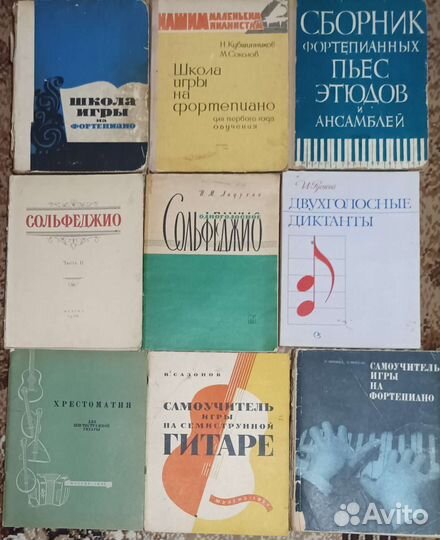 ШКОЛА
ИГРЫ
НА
ФОРТЕПИАНО
НАШИМ МАЛЕНЬКИМ
ПИАНИСТАМ
Н. Кувшинников
М. Соколов
Школа
игры
на
фортепиано
для первого года
обучения
СБОРНИК
ФОРТЕПИАННЫХ
ПЬЕС
ЭТЮДОВ
И
АНСАМБЛЕЙ
СОЛЬФЕДЖИО
Часть II
ОДНОГОЛОСНОЕ
СОЛЬФЕДЖИО
ДВУХГОЛОСНЫЕ
ДИКТАНТЫ
ХРЕСТОМАТИЯ
ДЛЯ
ШЕСТИСТРУННОЙ
ГИТАРЫ
В. САЗОНОВ
САМОУЧИТЕЛЬ
ИГРЫ
НА СЕМИСТРУННОЙ
ГИТАРЕ
САМОУЧИТЕЛЬ
ИГРЫ
НА
ФОРТЕПИАНО
Avito